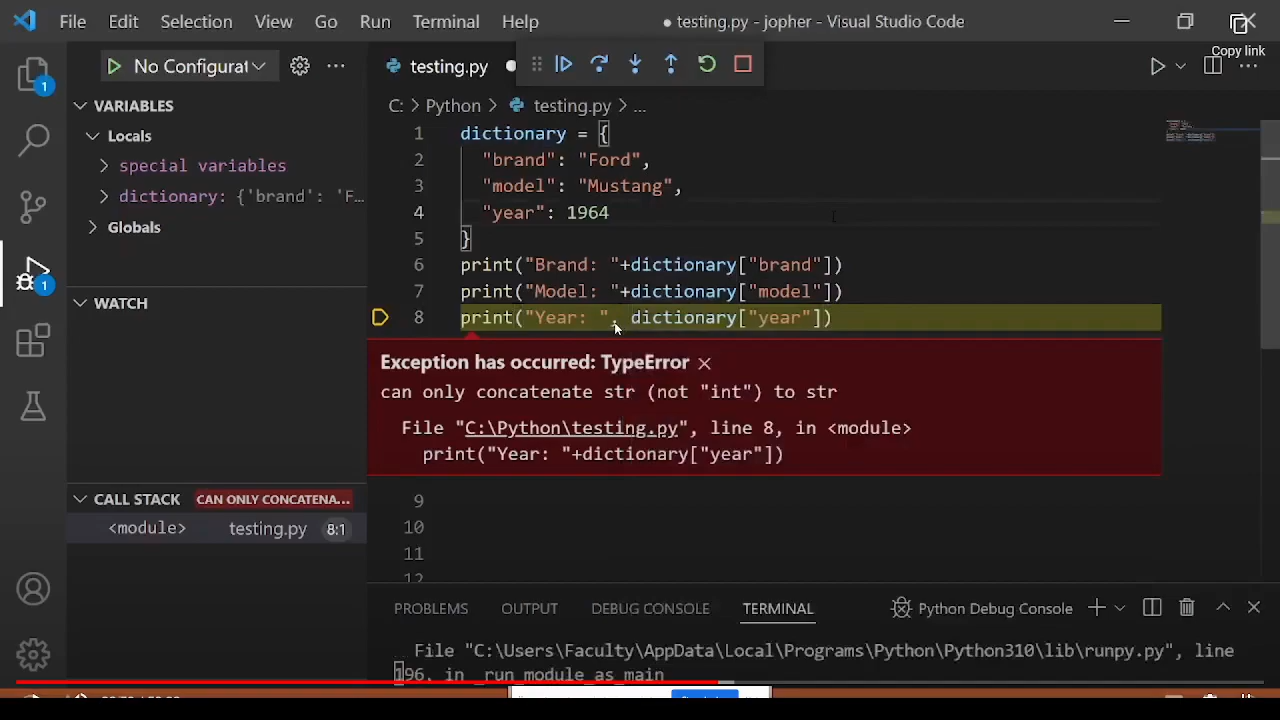 File Edit Selection View Go Run Terminal Help ● testing.py - jopher - Visual Studio Code
Copy link
No Configurat
testing.py
1
VARIABLES
C: > Python > testing.py > ...
Locals
special variables
dictionary: {'brand': 'F...
Globals
1
WATCH
1 dictionary = {
2 "brand": "Ford",
3 "model": "Mustang",
4 "year": 1964
5 }
6 print("Brand: "+dictionary["brand"])
7 print("Model: "+dictionary["model"])
8 print("Year: ", dictionary["year"])
Exception has occurred: TypeError ×
can only concatenate str (not "int") to str
File "C:\Python\testing.py", line 8, in <module>
print("Year: "+dictionary["year"])
9
10
11
12
CALL STACK CAN ONLY CONCATENA...
<module> testing.py 8:1
PROBLEMS OUTPUT DEBUG CONSOLE TERMINAL Python Debug Console
File "C:\Users\Faculty\AppData\Local\Programs\Python\Python310\lib\runpy.py", line
196, in _run_module_as_main